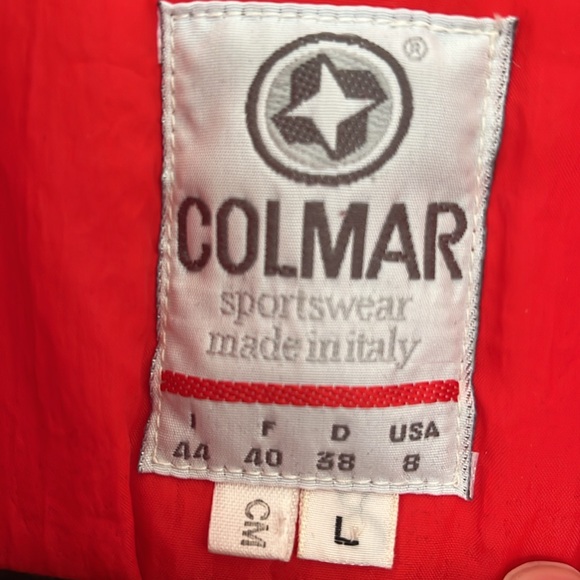 ®
COLMAR
sportswear
made in italy
I F D USA
44 40 38 8
CM L